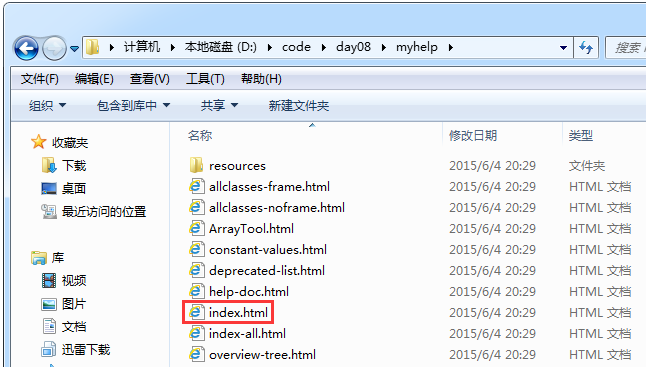 计算机 本地磁盘 (D:) code day08 myhelp 搜索
文件(F) 编辑(E) 查看(V) 工具(T) 帮助(H)
组织 包含到库中 共享 新建文件夹
收藏夹
下载
桌面
最近访问的位置
库
视频
图片
文档
迅雷下载
名称 修改日期 类型
resources 2015/6/4 20:29 文件夹
allclasses-frame.html 2015/6/4 20:29 HTML 文档
allclasses-noframe.html 2015/6/4 20:29 HTML 文档
ArrayTool.html 2015/6/4 20:29 HTML 文档
constant-values.html 2015/6/4 20:29 HTML 文档
deprecated-list.html 2015/6/4 20:29 HTML 文档
help-doc.html 2015/6/4 20:29 HTML 文档
index.html 2015/6/4 20:29 HTML 文档
index-all.html 2015/6/4 20:29 HTML 文档
overview-tree.html 2015/6/4 20:29 HTML 文档